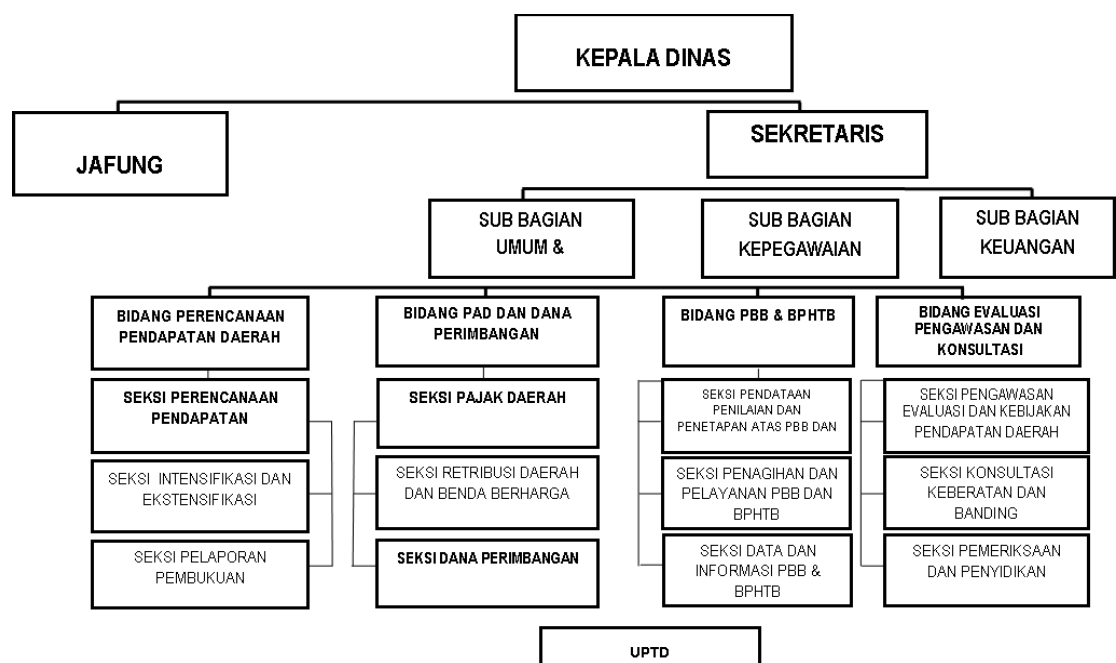 KEPALA DINAS
JAFUNG
SEKRETARIS
SUB BAGIAN
UMUM &
SUB BAGIAN
KEPEGAWAIAN
SUB BAGIAN
KEUANGAN
BIDANG PERENCANAAN
PENDAPATAN DAERAH
BIDANG PAD DAN DANA
PERIMBANGAN
BIDANG PBB & BPHTB
BIDANG EVALUASI
PENGAWASAN DAN
KONSULTASI
SEKSI PERENCANAAN
PENDAPATAN
SEKSI PAJAK DAERAH
SEKSI PENDATAAN
PENILAIAN DAN
PENETAPAN ATAS PBB DAN
SEKSI PENGAWASAN
EVALUASI DAN KEBIJAKAN
PENDAPATAN DAERAH
SEKSI INTENSIFIKASI DAN
EKSTENSIFIKASI
SEKSI RETRIBUSI DAERAH
DAN BENDA BERHARGA
SEKSI PENAGIHAN DAN
PELAYANAN PBB DAN
BPHTB
SEKSI KONSULTASI
KEBERATAN DAN
BANDING
SEKSI PELAPORAN
PEMBUKUAN
SEKSI DANA PERIMBANGAN
SEKSI DATA DAN
INFORMASI PBB &
BPHTB
SEKSI PEMERIKSAAN
DAN PENYIDIKAN
UPTD